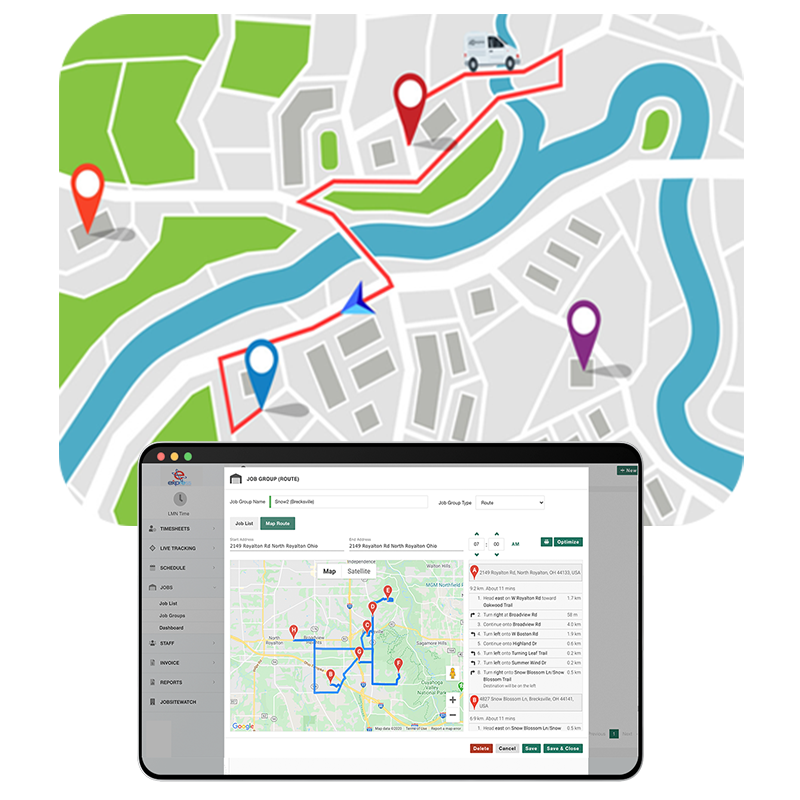 + New
LMN Time
TIMESHEETS
LIVE TRACKING
SCHEDULE
JOBS
Job List
Job Groups
Dashboard
STAFF
INVOICE
REPORTS
JOBSITEWATCH
JOB GROUP (ROUTE)
Job Group Name
Snow2 (Brecksville)
Job Group Type
Route
Job List
Map Route
Start Address
2149 Royalton Rd North Royalton Ohio
End Address
2149 Royalton Rd North Royalton Ohio
07 : 00 AM
Optimize
Map
Satellite
Independence
Walton Hills
MGM Northfield
North Royalton
Broadview Heights
Sagamore Hills
Cuyahoga Valley National
A
B
C
D
E
F
G
H
Google
Map data ©2020
Terms of Use
Report a map error
A
2149 Royalton Rd, North Royalton, OH 44133, USA
9.2 km. About 11 mins
1. Head east on W Royalton Rd toward Oakwood Trail 1.7 km
2. Turn right at Broadview Rd 58 m
3. Continue onto Broadview Rd 4.0 km
4. Turn left onto W Boston Rd 1.9 km
5. Continue onto Highland Dr 0.6 km
6. Turn left onto Turning Leaf Trail 0.2 km
7. Turn left onto Summer Wind Dr 0.2 km
8. Turn right onto Snow Blossom Ln/Snow Blossom Trail 0.5 km
Destination will be on the left
B
4827 Snow Blossom Ln, Brecksville, OH 44141, USA
6.9 km. About 11 mins
1. Head east on Snow Blossom Ln/Snow 0.5 km
Delete
Cancel
Save
Save & Close
1
Next